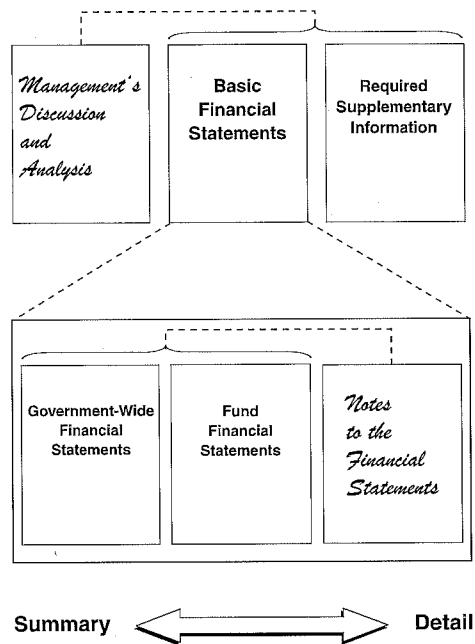 Management's
Discussion
and
Analysis
Basic
Financial
Statements
Required
Supplementary
Information
Government-Wide
Financial
Statements
Fund
Financial
Statements
Notes
to the
Financial
Statements
Summary
Detail